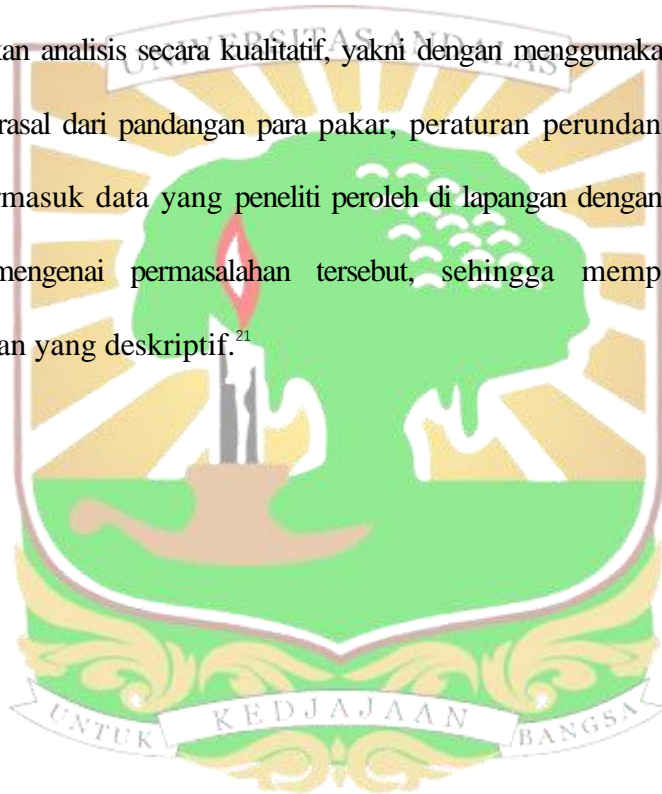 UNIVERSITAS ANDALAS
kan analisis secara kualitatif, yakni dengan menggunaka
rasal dari pandangan para pakar, peraturan perundan
rmasuk data yang peneliti peroleh di lapangan dengan
mengenai permasalahan tersebut, sehingga memp
an yang deskriptif.²¹
UNTUK KEDJAJAAN BANGSA